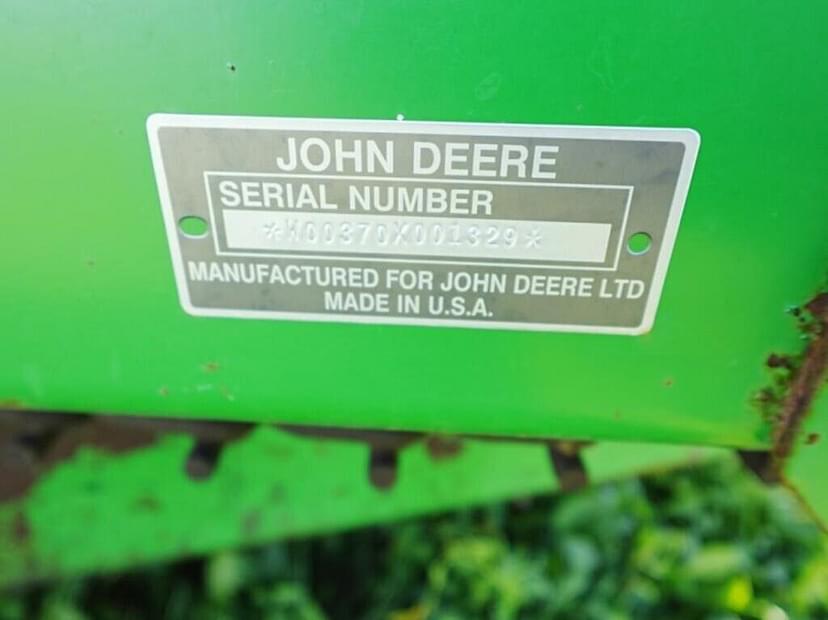 JOHN DEERE
SERIAL NUMBER
*W00370X001329*
MANUFACTURED FOR JOHN DEERE LTD
MADE IN U.S.A.